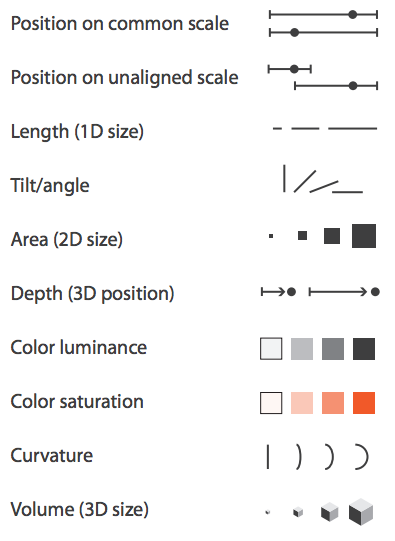 Position on common scale
Position on unaligned scale
Length (1D size)
Tilt/angle
Area (2D size)
Depth (3D position)
Color luminance
Color saturation
Curvature
Volume (3D size)